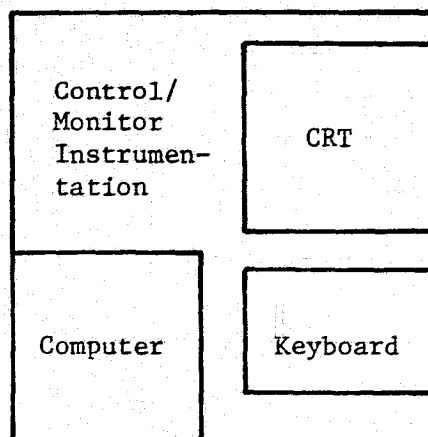 Control/
Monitor
Instrumen-
tation
CRT
Computer
Keyboard